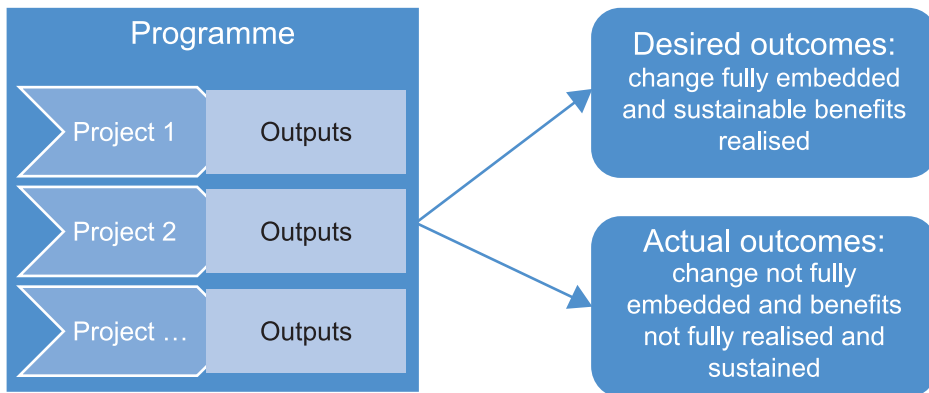 Programme
Project 1
Outputs
Project 2
Outputs
Project ...
Outputs
Desired outcomes:
change fully embedded
and sustainable benefits
realised
Actual outcomes:
change not fully
embedded and benefits
not fully realised and
sustained